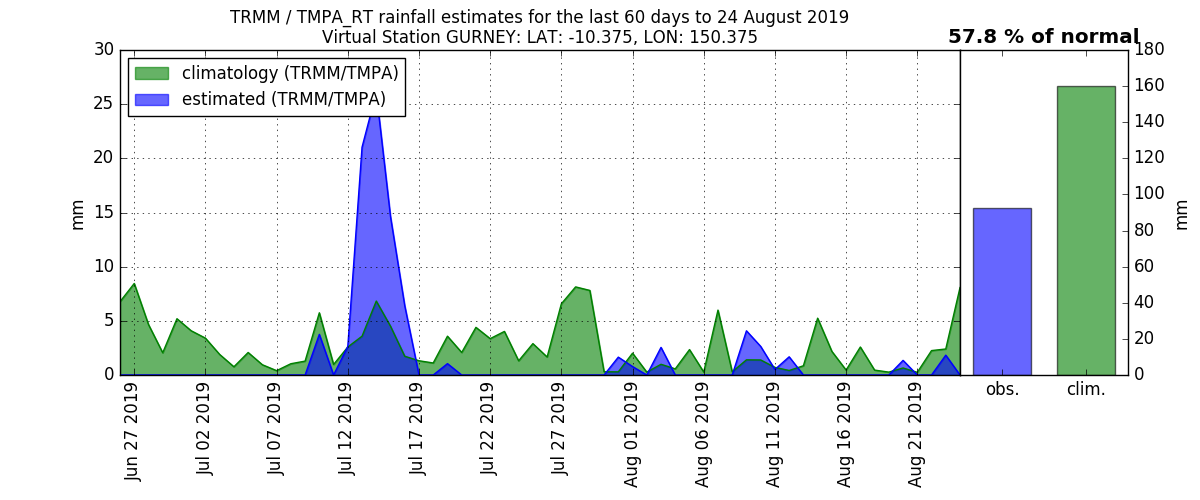 TRMM / TMPA_RT rainfall estimates for the last 60 days to 24 August 2019
Virtual Station GURNEY: LAT: -10.375, LON: 150.375
57.8 % of normal
climatology (TRMM/TMPA)
estimated (TRMM/TMPA)
30
25
20
15
10
5
0
mm
Jun 27 2019
Jul 02 2019
Jul 07 2019
Jul 12 2019
Jul 17 2019
Jul 22 2019
Jul 27 2019
Aug 01 2019
Aug 06 2019
Aug 11 2019
Aug 16 2019
Aug 21 2019
obs.
clim.
180
160
140
120
100
80
60
40
20
0
mm